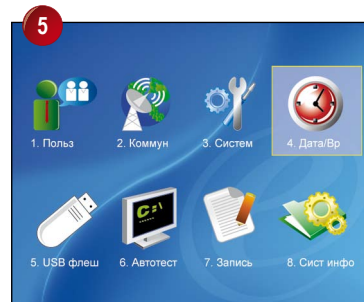 5
1. Польз
2. Коммун
3. Систем
4. Дата/Вр
C:\
5. USB флеш
6. Автотест
7. Запись
8. Сист инфо